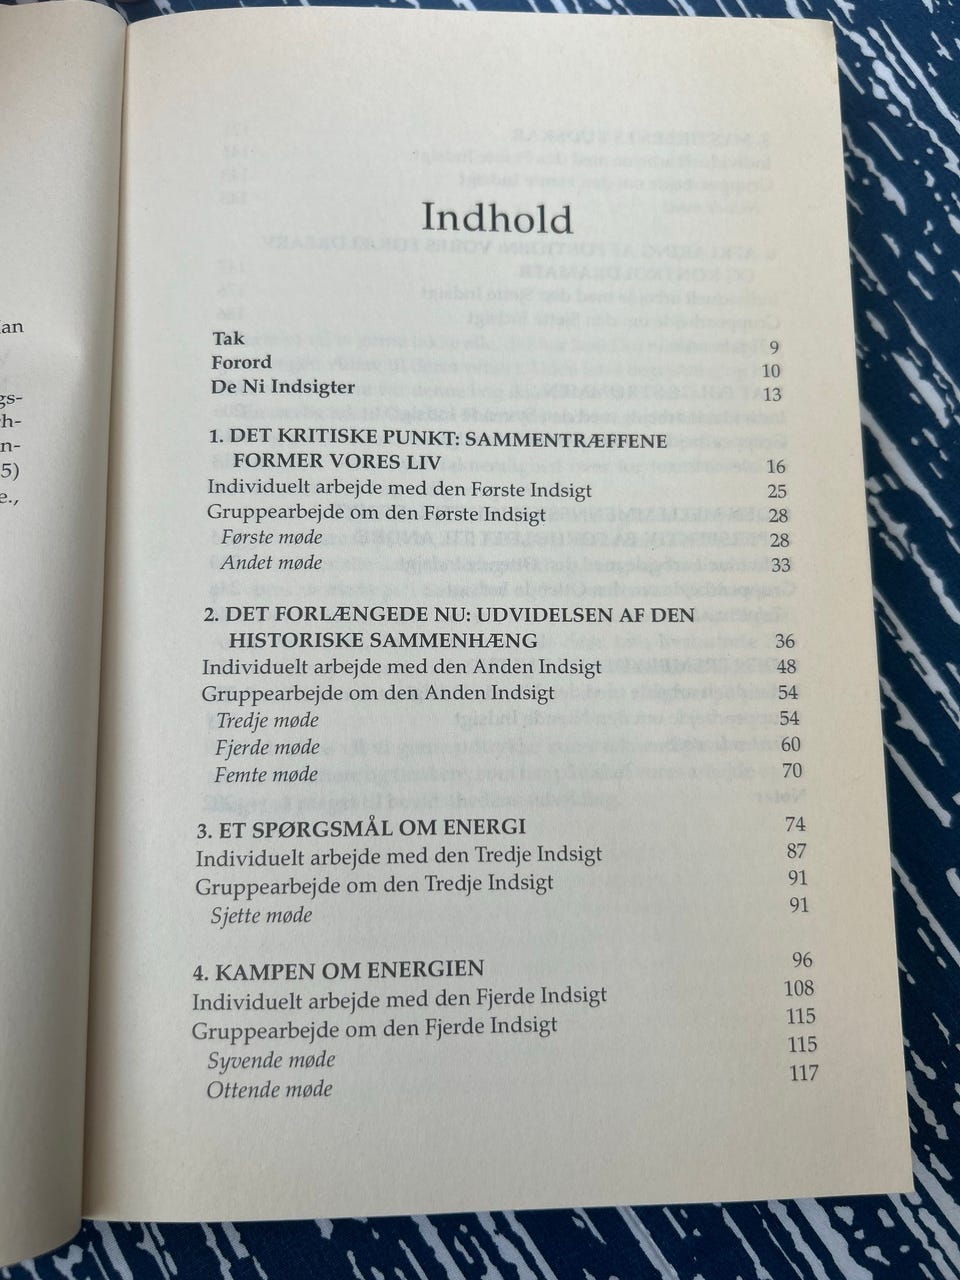 Indhold
Tak 9
Forord 10
De Ni Indsigter 13
1. DET KRITISKE PUNKT: SAMMENTRÆFFENE
FORMER VORES LIV 16
Individuelt arbejde med den Første Indsigt 25
Gruppearbejde om den Første Indsigt 28
Første møde 28
Andet møde 33
2. DET FORLÆNGEDE NU: UDVIDELSEN AF DEN
HISTORISKE SAMMENHÆNG 36
Individuelt arbejde med den Anden Indsigt 48
Gruppearbejde om den Anden Indsigt 54
Tredje møde 54
Fjerde møde 60
Femte møde 70
3. ET SPØRGSMÅL OM ENERGI 74
Individuelt arbejde med den Tredje Indsigt 87
Gruppearbejde om den Tredje Indsigt 91
Sjette møde 91
4. KAMPEN OM ENERGIEN 96
Individuelt arbejde med den Fjerde Indsigt 108
Gruppearbejde om den Fjerde Indsigt 115
Syvende møde 115
Ottende møde 117